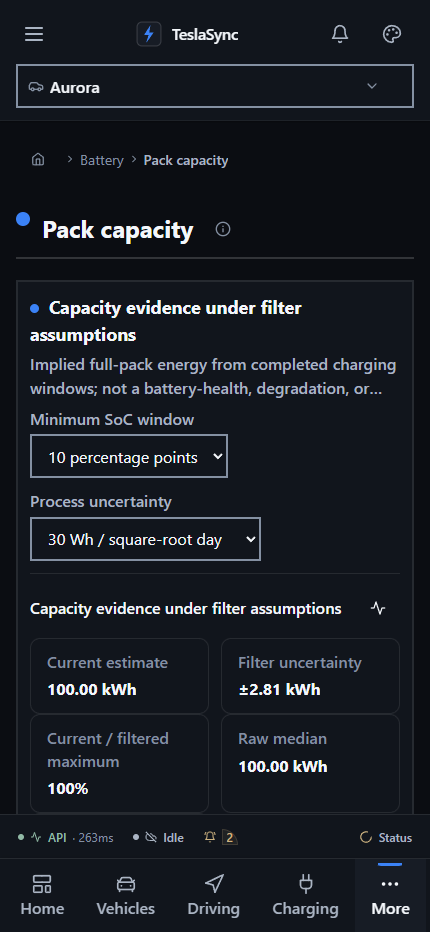 TeslaSync
Aurora
Battery
Pack capacity
Pack capacity
Capacity evidence under filter
assumptions
Implied full-pack energy from completed charging
windows; not a battery-health, degradation, or...
Minimum SoC window
10 percentage points
Process uncertainty
30 Wh / square-root day
Capacity evidence under filter assumptions
Current estimate
100.00 kWh
Filter uncertainty
±2.81 kWh
Current / filtered
maximum
100%
Raw median
100.00 kWh
API · 263ms
Idle
2
Status
Home
Vehicles
Driving
Charging
More